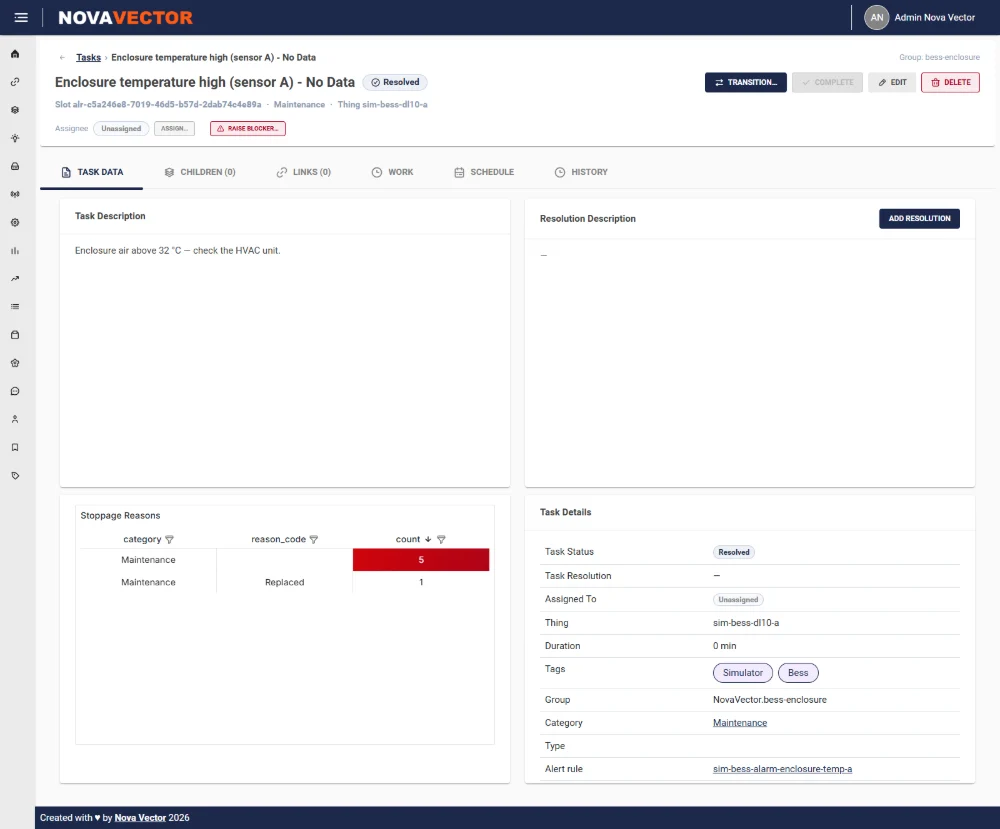 NOVAVECTOR
AN Admin Nova Vector
← Tasks › Enclosure temperature high (sensor A) - No Data
Group: bess-enclosure
Enclosure temperature high (sensor A) - No Data Resolved
TRANSITION... COMPLETE EDIT DELETE
Slot alr-c5a246e8-7019-46d5-b57d-2dab74c4e89a · Maintenance · Thing sim-bess-dl10-a
Assignee Unassigned ASSIGN... RAISE BLOCKER...
TASK DATA CHILDREN (0) LINKS (0) WORK SCHEDULE HISTORY
Task Description
Enclosure air above 32 °C — check the HVAC unit.
Resolution Description
ADD RESOLUTION
—
Stoppage Reasons
category reason_code count ↓
Maintenance 5
Maintenance Replaced 1
Task Details
Task Status Resolved
Task Resolution —
Assigned To Unassigned
Thing sim-bess-dl10-a
Duration 0 min
Tags Simulator Bess
Group NovaVector.bess-enclosure
Category Maintenance
Type
Alert rule sim-bess-alarm-enclosure-temp-a
Created with ♥ by Nova Vector 2026